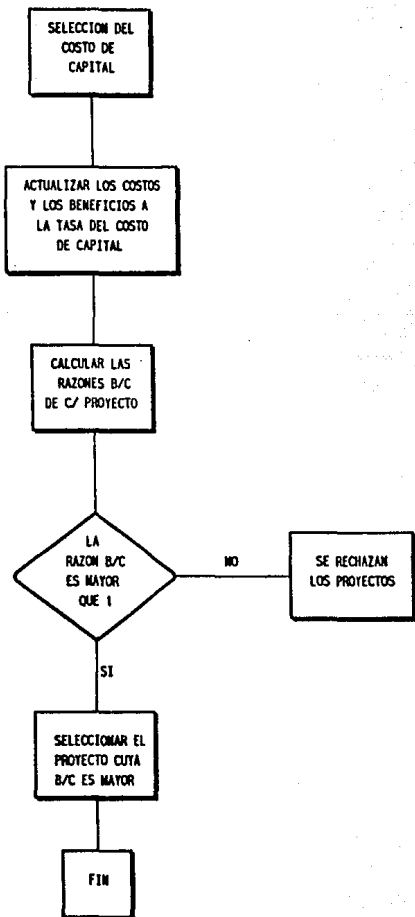 SELECCION DEL
COSTO DE
CAPITAL
ACTUALIZAR LOS COSTOS
Y LOS BENEFICIOS A
LA TASA DEL COSTO
DE CAPITAL
CALCULAR LAS
RAZONES B/C
DE C/ PROYECTO
LA
RAZON B/C
ES MAYOR
QUE 1
NO
SE RECHAZAN
LOS PROYECTOS
SI
SELECCIONAR EL
PROYECTO CUYA
B/C ES MAYOR
FIN